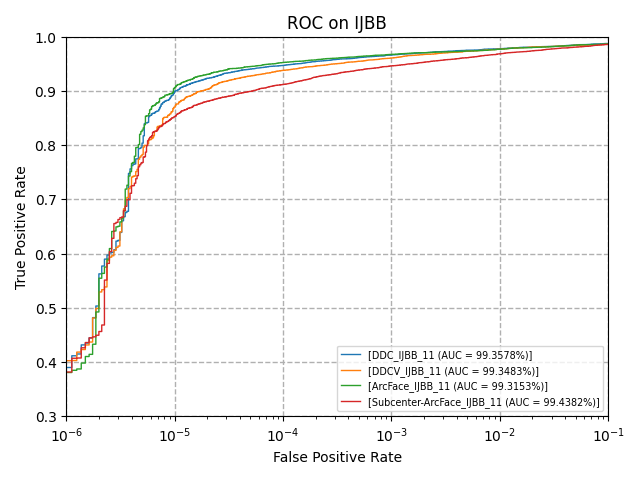 ROC on IJBB
1.0
0.9
0.8
0.7
0.6
0.5
0.4
0.3
True Positive Rate
[DDC_IJBB_11 (AUC = 99.3578%)]
[DDCV_IJBB_11 (AUC = 99.3483%)]
[ArcFace_IJBB_11 (AUC = 99.3153%)]
[Subcenter-ArcFace_IJBB_11 (AUC = 99.4382%)]
10⁻⁶ 10⁻⁵ 10⁻⁴ 10⁻³ 10⁻² 10⁻¹
False Positive Rate